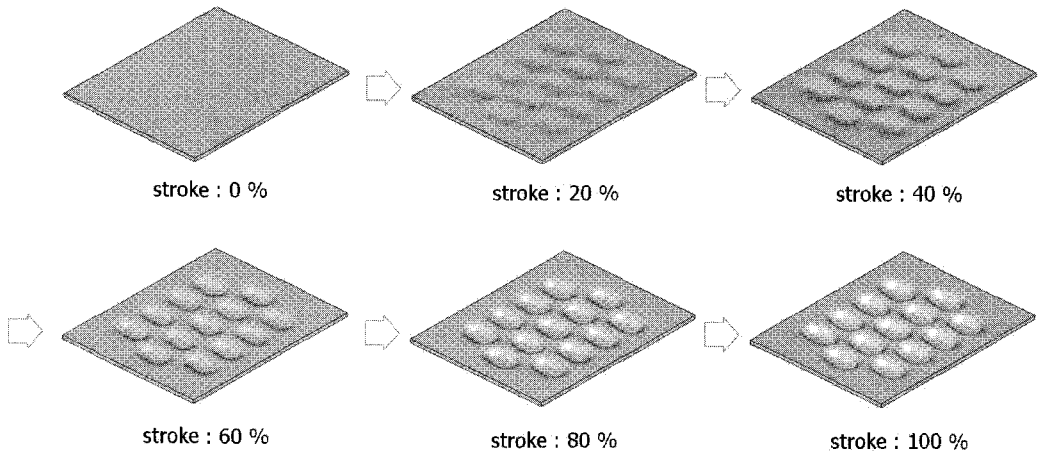 stroke : 0 %
stroke : 20 %
stroke : 40 %
stroke : 60 %
stroke : 80 %
stroke : 100 %